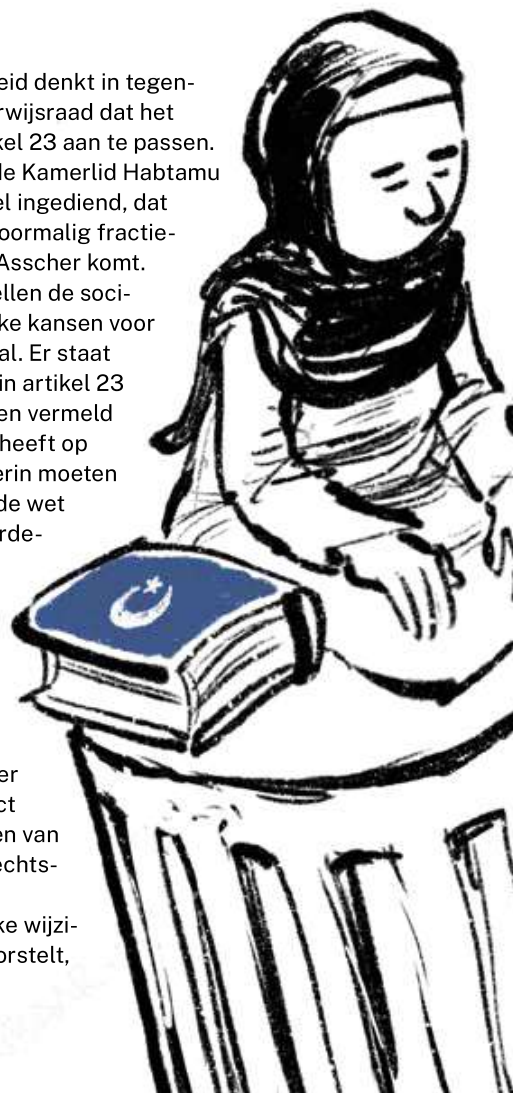 eid denkt in tegen-
rwijsraad dat het
kel 23 aan te passen.
de Kamerlid Habtamu
el ingediend, dat
oormalig fractie-
Asscher komt.
ellen de soci-
ke kansen voor
al. Er staat
in artikel 23
en vermeld
heeft op
erin moeten
de wet
rde-
er
ct
en van
echts-
ke wijzi-
orstelt,